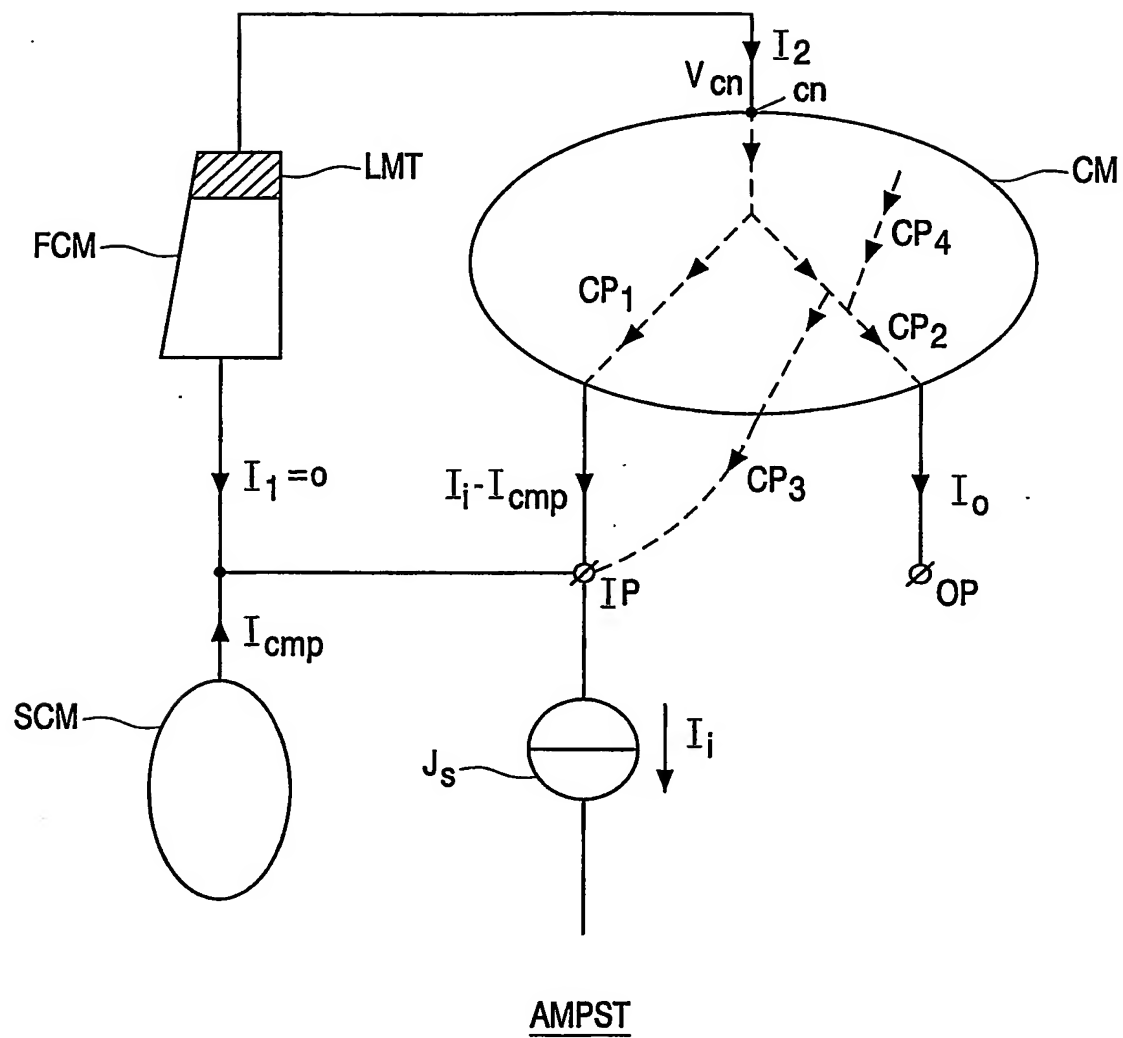 I2
Vcn
cn
LMT
CM
FCM
CP4
CP1
CP2
I1=0
Ii-Icmp
CP3
Io
IP
OP
Icmp
SCM
Js
Ii
AMPST